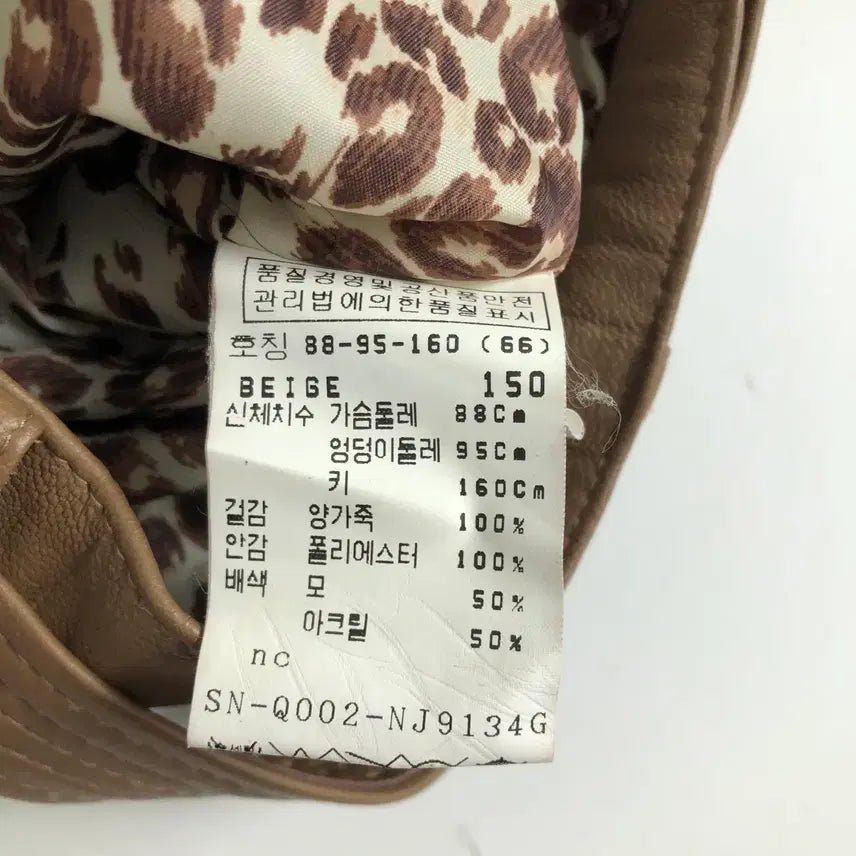 품질경영및공산품안전
관리법에의한품질표시
호칭 88-95-160 (66)
BEIGE 150
신체치수 가슴둘레 88Cm
엉덩이둘레 95Cm
키 160Cm
겉감 양가죽 100%
안감 폴리에스터 100%
배색 모 50%
아크릴 50%
nc
SN-Q002-NJ9134G